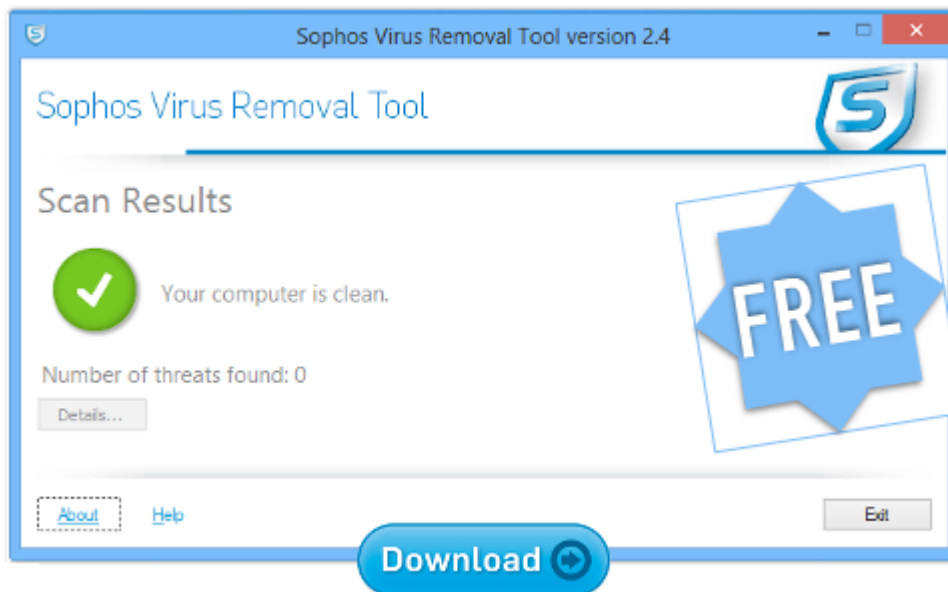 Sophos Virus Removal Tool version 2.4
Sophos Virus Removal Tool
S
Scan Results
Your computer is clean.
FREE
Number of threats found: 0
Details...
About Help Exit
Download